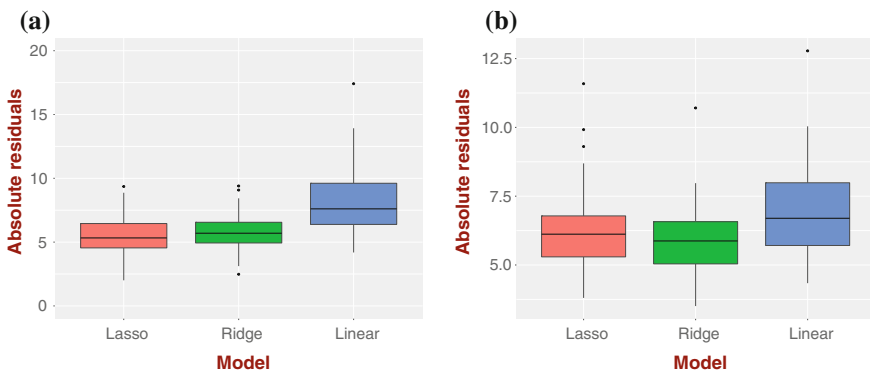 (a)
Absolute residuals
20
15
10
5
0
Lasso Ridge Linear
Model
(b)
Absolute residuals
12.5
10.0
7.5
5.0
Lasso Ridge Linear
Model